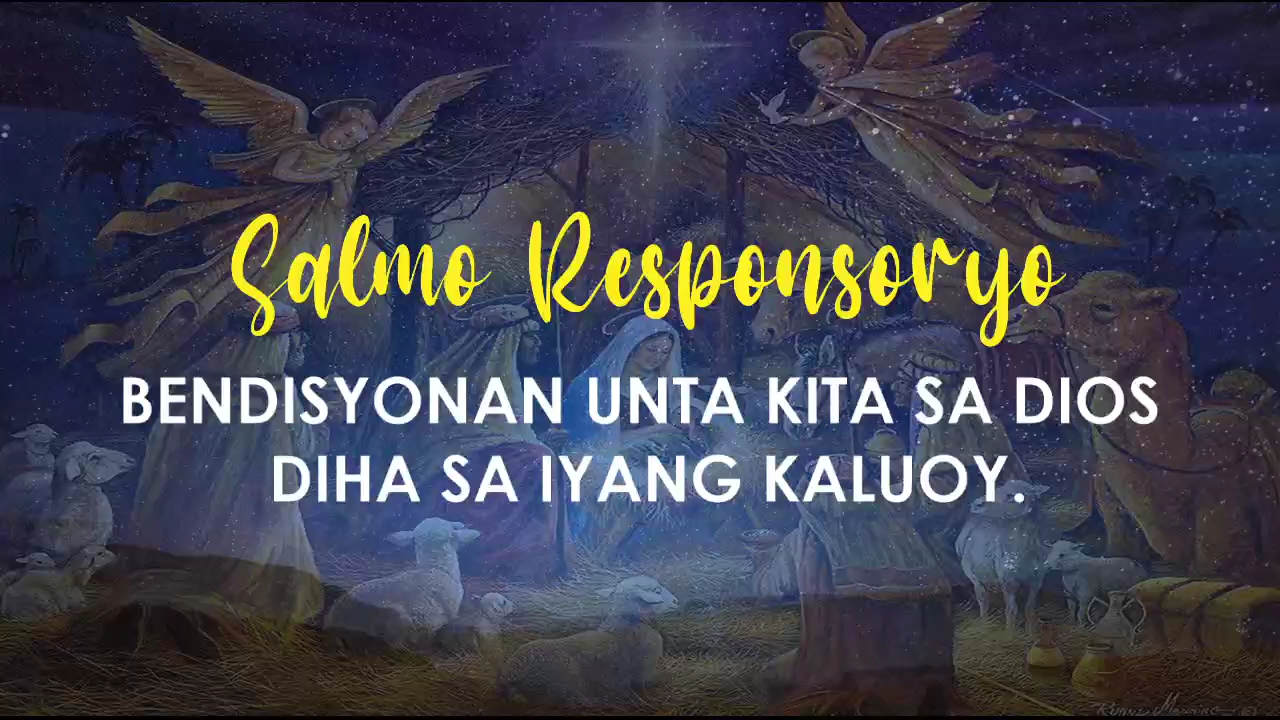 Salmo Responsoryo
BENDISYONAN UNTA KITA SA DIOS
DIHA SA IYANG KALUOY.